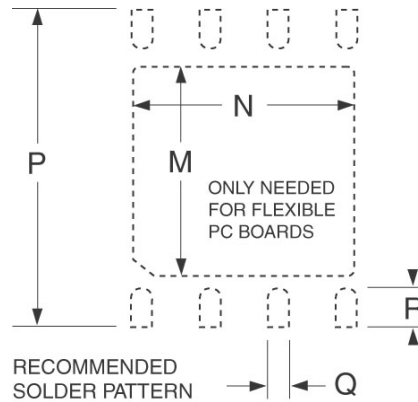 P
N
M
ONLY NEEDED
FOR FLEXIBLE
PC BOARDS
R
RECOMMENDED
SOLDER PATTERN
Q